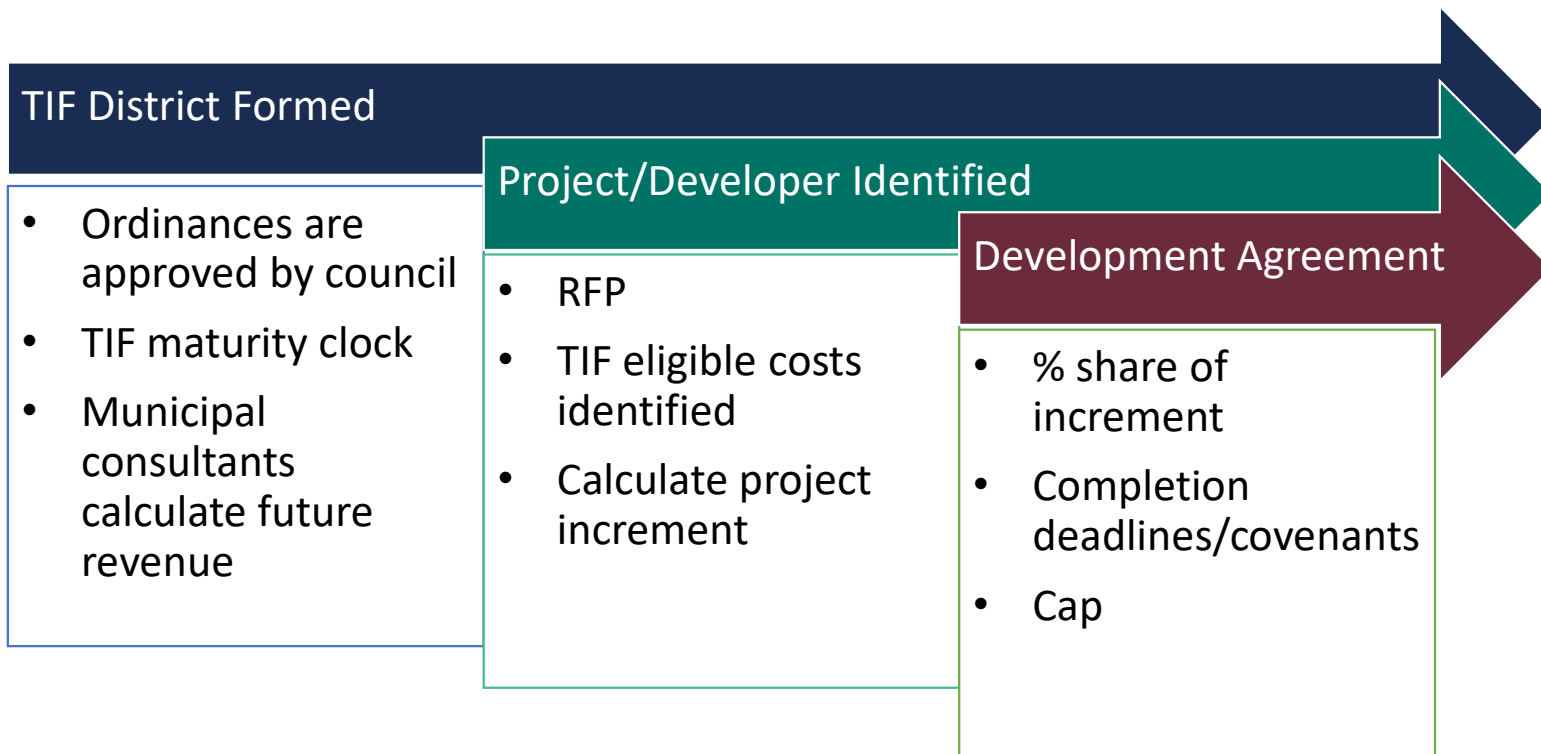 TIF District Formed
• Ordinances are
approved by council
• TIF maturity clock
• Municipal
consultants
calculate future
revenue
Project/Developer Identified
• RFP
• TIF eligible costs
identified
• Calculate project
increment
Development Agreement
• % share of
increment
• Completion
deadlines/covenants
• Cap